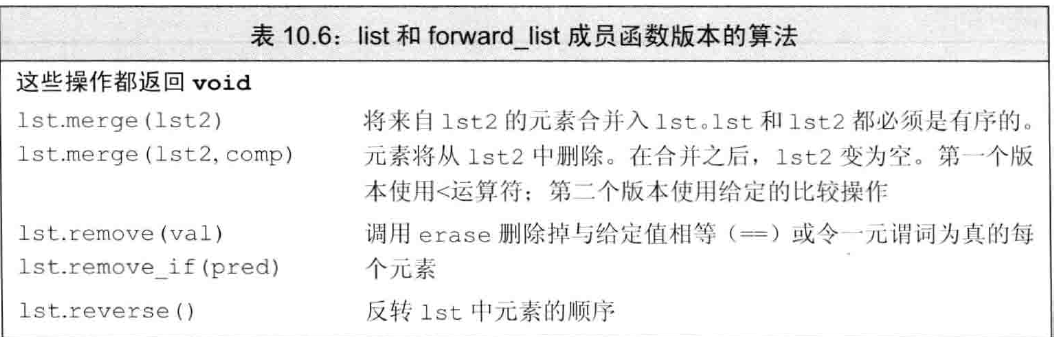 表 10.6：list 和 forward_list 成员函数版本的算法
这些操作都返回 void
lst.merge(lst2) 将来自 lst2 的元素合并入 lst。lst 和 lst2 都必须是有序的。
lst.merge(lst2,comp) 元素将从 lst2 中删除。在合并之后，lst2 变为空。第一个版
本使用<运算符；第二个版本使用给定的比较操作
lst.remove(val) 调用 erase 删除掉与给定值相等（==）或令一元谓词为真的每
lst.remove_if(pred) 个元素
lst.reverse() 反转 lst 中元素的顺序